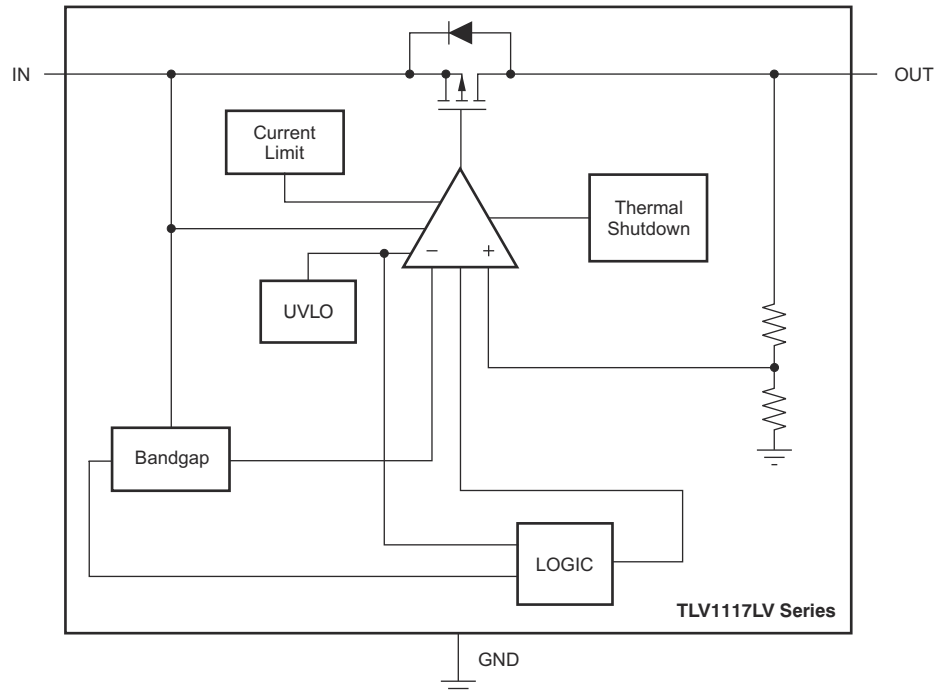 IN
OUT
Current
Limit
Thermal
Shutdown
− +
UVLO
Bandgap
LOGIC
TLV1117LV Series
GND